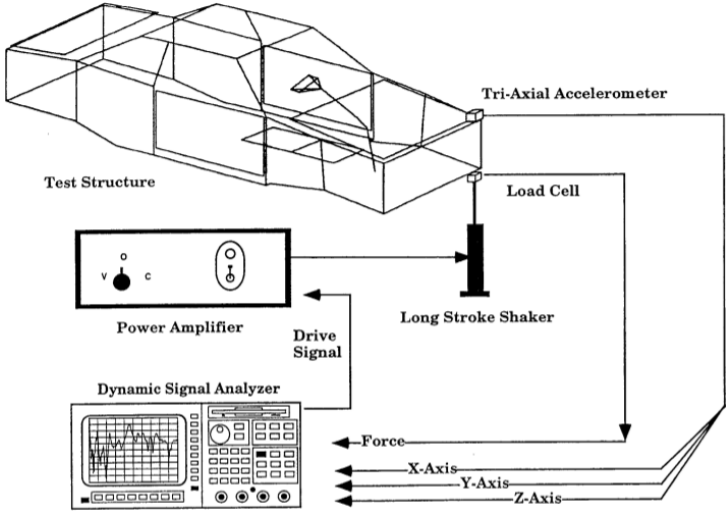 Tri-Axial Accelerometer
Test Structure
Load Cell
V C
Power Amplifier
Long Stroke Shaker
Drive
Signal
Dynamic Signal Analyzer
Force
X-Axis
Y-Axis
Z-Axis